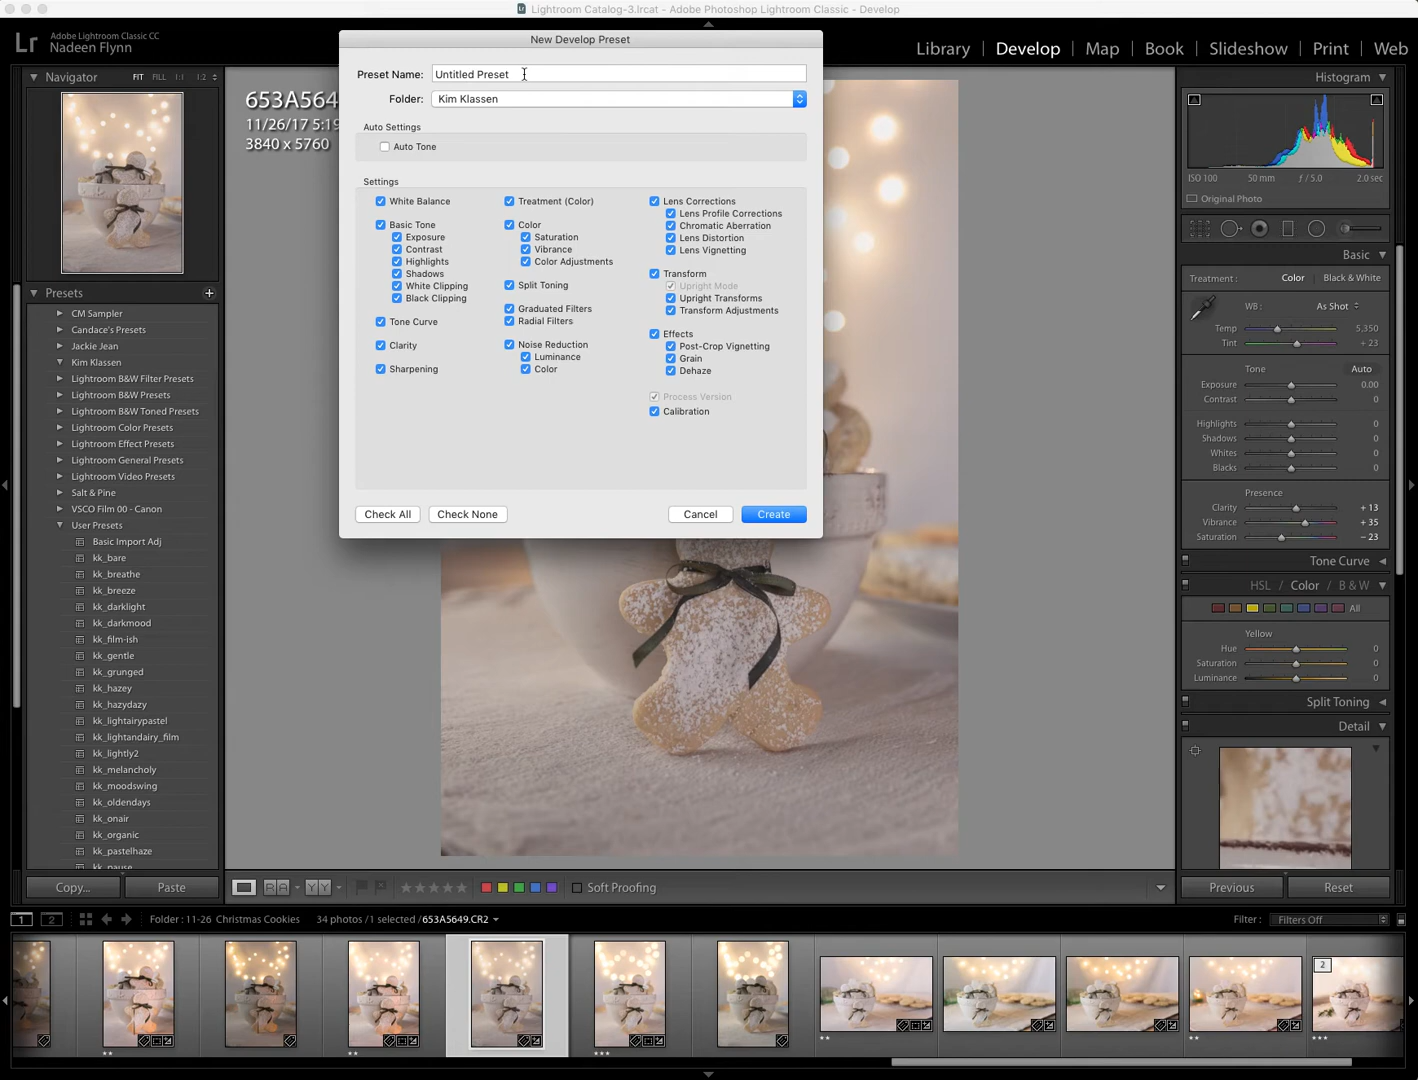 Lightroom Catalog-3.lrcat - Adobe Photoshop Lightroom Classic - Develop
Lr
Adobe Lightroom Classic CC
Nadeen Flynn
Library | Develop | Map | Book | Slideshow | Print | Web
Navigator FIT FILL 1:1 1:2
653A564
11/26/17 5:19
3840 x 5760
Presets +
CM Sampler
Candace's Presets
Jackie Jean
Kim Klassen
Lightroom B&W Filter Presets
Lightroom B&W Presets
Lightroom B&W Toned Presets
Lightroom Color Presets
Lightroom Effect Presets
Lightroom General Presets
Lightroom Video Presets
Salt & Pine
VSCO Film 00 - Canon
User Presets
Basic Import Adj
kk_bare
kk_breathe
kk_breeze
kk_darklight
kk_darkmood
kk_film-ish
kk_gentle
kk_grunged
kk_hazey
kk_hazydazy
kk_lightairypastel
kk_lightandairy_film
kk_lightly2
kk_melancholy
kk_moodswing
kk_oldendays
kk_onair
kk_organic
kk_pastelhaze
kk_pause
Copy... Paste
New Develop Preset
Preset Name: Untitled Preset
Folder: Kim Klassen
Auto Settings
Auto Tone
Settings
White Balance
Basic Tone
Exposure
Contrast
Highlights
Shadows
White Clipping
Black Clipping
Tone Curve
Clarity
Sharpening
Treatment (Color)
Color
Saturation
Vibrance
Color Adjustments
Split Toning
Graduated Filters
Radial Filters
Noise Reduction
Luminance
Color
Lens Corrections
Lens Profile Corrections
Chromatic Aberration
Lens Distortion
Lens Vignetting
Transform
Upright Mode
Upright Transforms
Transform Adjustments
Effects
Post-Crop Vignetting
Grain
Dehaze
Process Version
Calibration
Check All Check None Cancel Create
Histogram
ISO 100 50 mm ƒ / 5.0 2.0 sec
Original Photo
Basic
Treatment : Color Black & White
WB : As Shot
Temp 5,350
Tint + 23
Tone Auto
Exposure 0.00
Contrast 0
Highlights 0
Shadows 0
Whites 0
Blacks 0
Presence
Clarity + 13
Vibrance + 35
Saturation − 23
Tone Curve
HSL / Color / B & W
All
Yellow
Hue 0
Saturation 0
Luminance 0
Split Toning
Detail
Previous Reset
R A Y Y Soft Proofing
1 2 Folder : 11-26 Christmas Cookies 34 photos / 1 selected / 653A5649.CR2 Filter : Filters Off
2